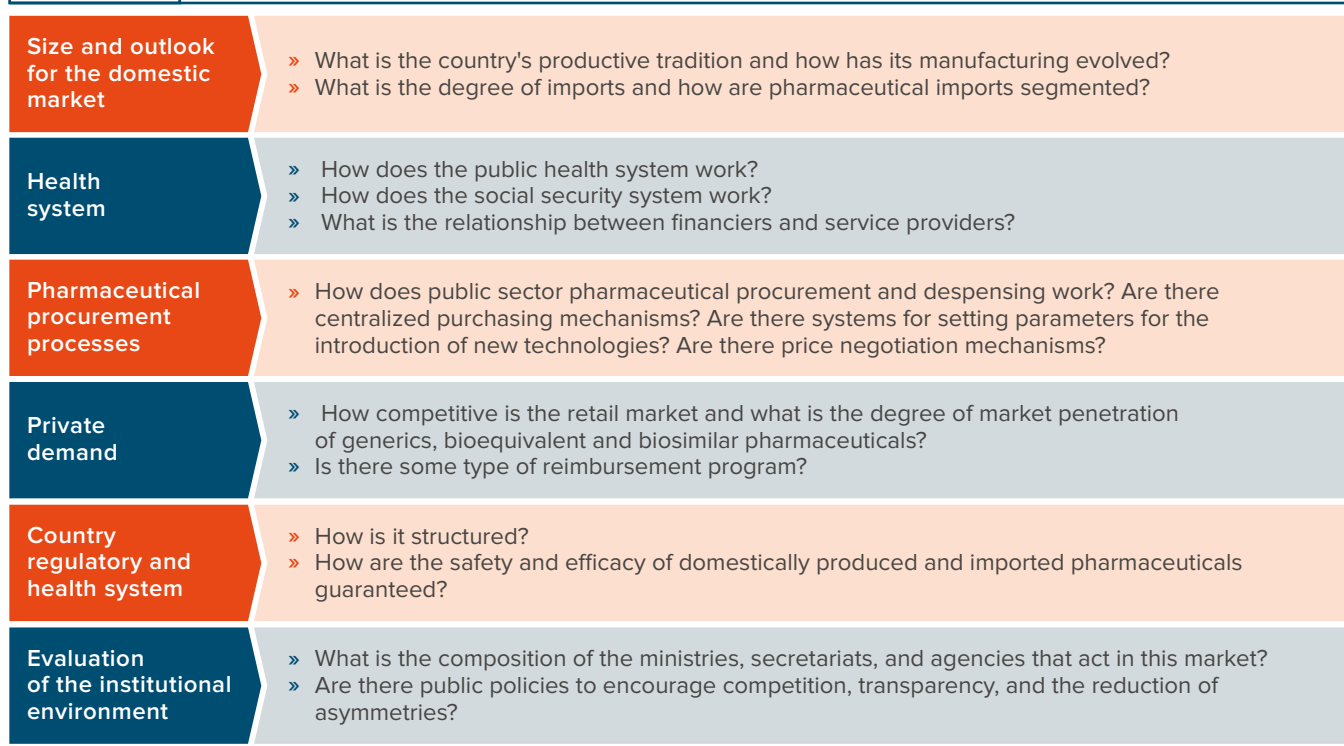 Size and outlook
for the domestic
market
» What is the country's productive tradition and how has its manufacturing evolved?
» What is the degree of imports and how are pharmaceutical imports segmented?
Health
system
» How does the public health system work?
» How does the social security system work?
» What is the relationship between financiers and service providers?
Pharmaceutical
procurement
processes
» How does public sector pharmaceutical procurement and despensing work? Are there
centralized purchasing mechanisms? Are there systems for setting parameters for the
introduction of new technologies? Are there price negotiation mechanisms?
Private
demand
» How competitive is the retail market and what is the degree of market penetration
of generics, bioequivalent and biosimilar pharmaceuticals?
» Is there some type of reimbursement program?
Country
regulatory and
health system
» How is it structured?
» How are the safety and efficacy of domestically produced and imported pharmaceuticals
guaranteed?
Evaluation
of the institutional
environment
» What is the composition of the ministries, secretariats, and agencies that act in this market?
» Are there public policies to encourage competition, transparency, and the reduction of
asymmetries?